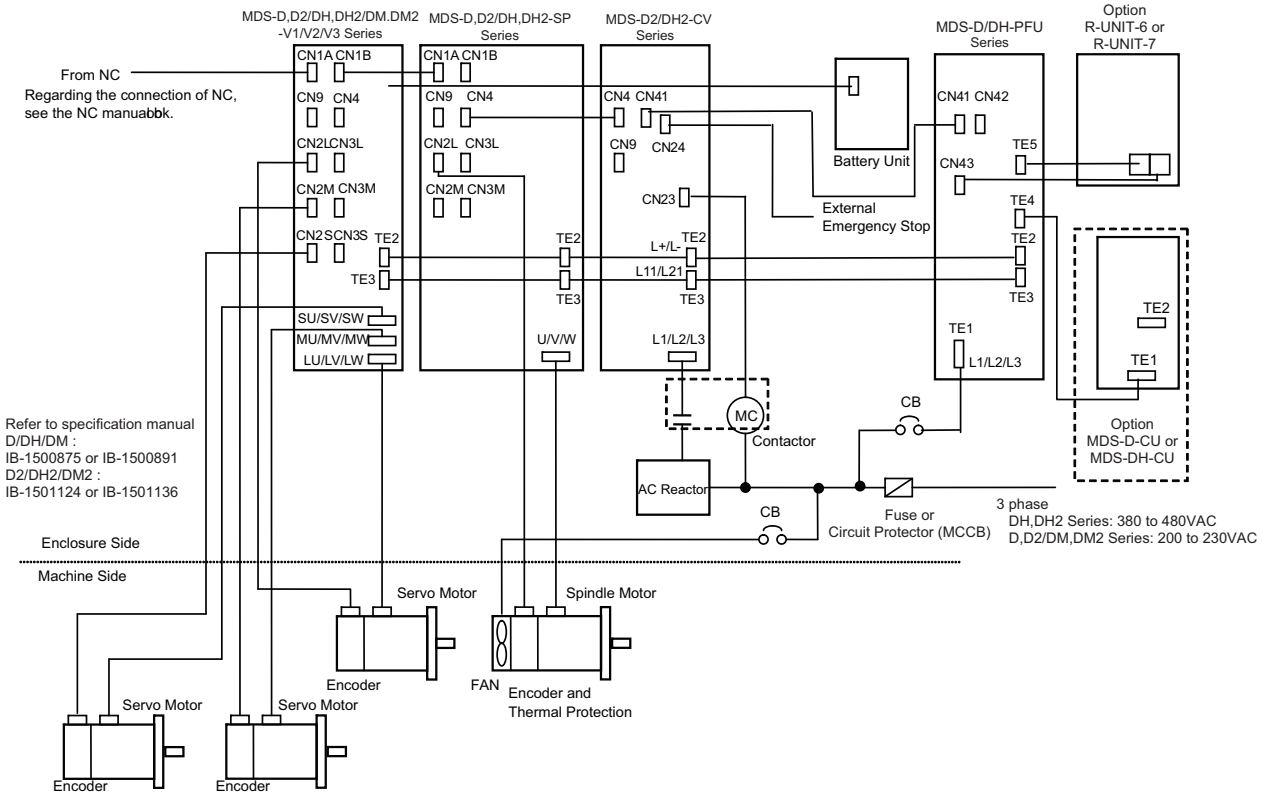 MDS-D,D2/DH,DH2/DM.DM2
-V1/V2/V3 Series
MDS-D,D2/DH,DH2-SP
Series
MDS-D2/DH2-CV
Series
MDS-D/DH-PFU
Series
Option
R-UNIT-6 or
R-UNIT-7
From NC
Regarding the connection of NC,
see the NC manuabbk.
CN1A CN1B
CN9 CN4
CN2L CN3L
CN2M CN3M
CN2S CN3S
TE2
TE3
SU/SV/SW
MU/MV/MW
LU/LV/LW
CN1A CN1B
CN9 CN4
CN2L CN3L
CN2M CN3M
TE2
TE3
U/V/W
CN4 CN41
CN24
CN9
CN23
L+/L-
TE2
L11/L21
TE3
L1/L2/L3
Battery Unit
External
Emergency Stop
CN41 CN42
TE5
CN43
TE4
TE2
TE3
TE1
L1/L2/L3
TE2
TE1
Option
MDS-D-CU or
MDS-DH-CU
MC
Contactor
AC Reactor
CB
CB
Fuse or
Circuit Protector (MCCB)
3 phase
DH,DH2 Series: 380 to 480VAC
D,D2/DM,DM2 Series: 200 to 230VAC
Refer to specification manual
D/DH/DM :
IB-1500875 or IB-1500891
D2/DH2/DM2 :
IB-1501124 or IB-1501136
Enclosure Side
Machine Side
Servo Motor
Encoder
Spindle Motor
FAN
Encoder and
Thermal Protection
Servo Motor
Encoder
Servo Motor
Encoder